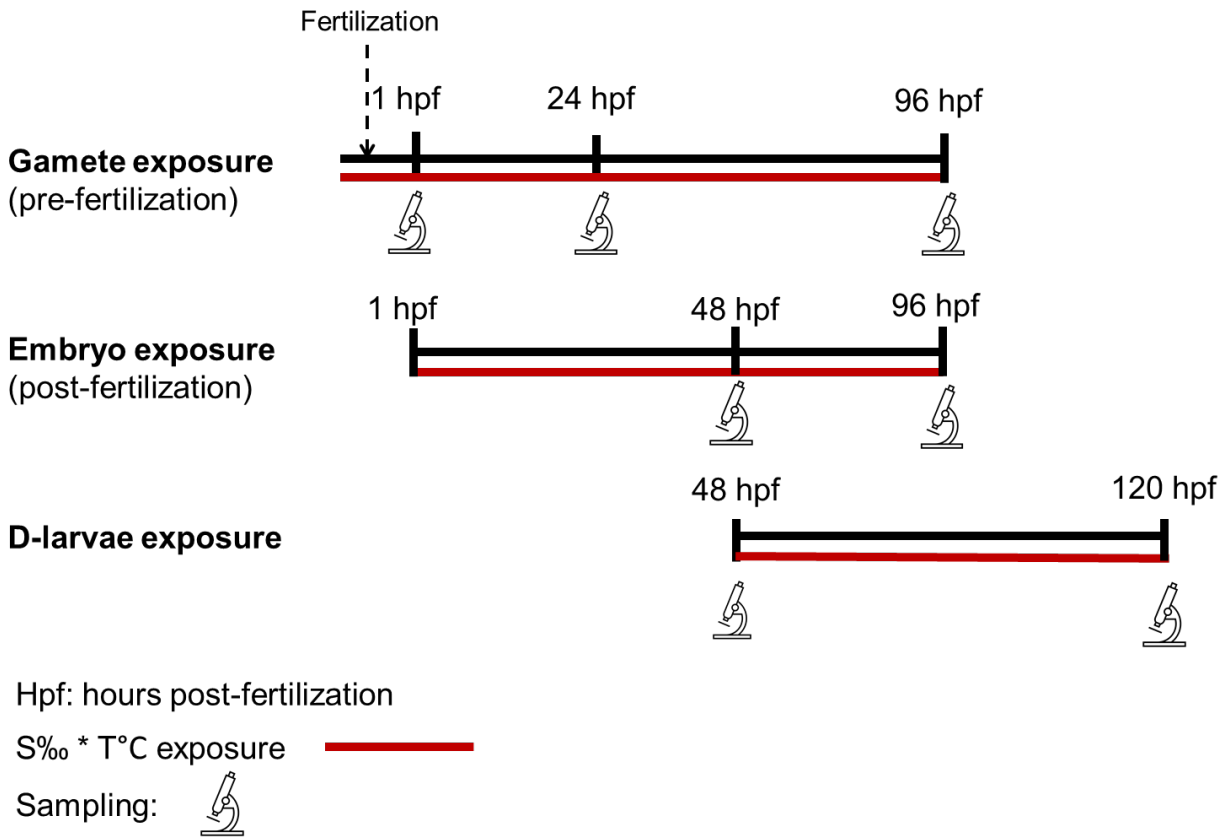 Fertilization
1 hpf
24 hpf
96 hpf
Gamete exposure
(pre-fertilization)
1 hpf
48 hpf
96 hpf
Embryo exposure
(post-fertilization)
48 hpf
120 hpf
D-larvae exposure
Hpf: hours post-fertilization
S‰ * T°C exposure
Sampling: